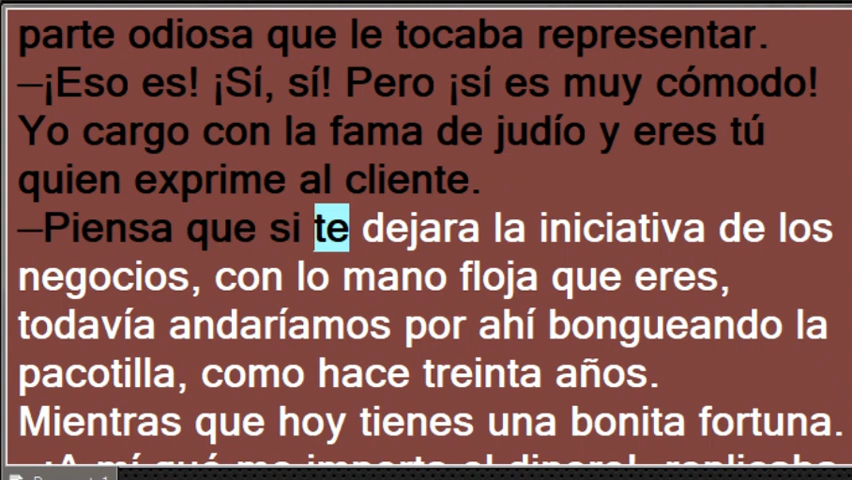 parte odiosa que le tocaba representar.
—¡Eso es! ¡Sí, sí! Pero ¡sí es muy cómodo!
Yo cargo con la fama de judío y eres tú
quien exprime al cliente.
—Piensa que si te dejara la iniciativa de los
negocios, con lo mano floja que eres,
todavía andaríamos por ahí bongueando la
pacotilla, como hace treinta años.
Mientras que hoy tienes una bonita fortuna.